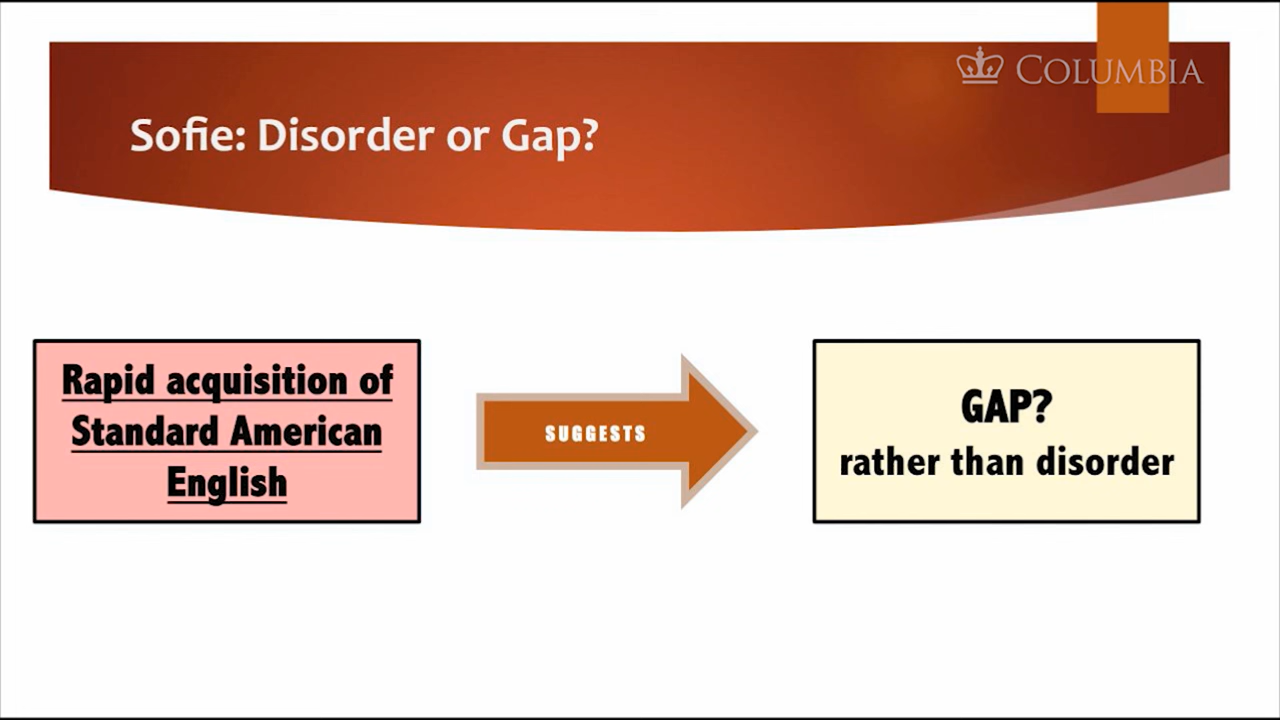 COLUMBIA
Sofie: Disorder or Gap?
Rapid acquisition of
Standard American
English
SUGGESTS
GAP?
rather than disorder